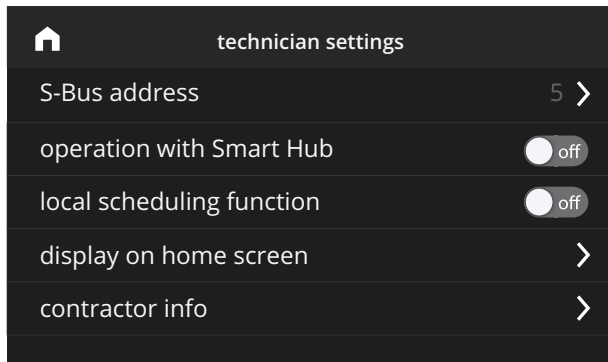 technician settings
S-Bus address 5
operation with Smart Hub off
local scheduling function off
display on home screen
contractor info